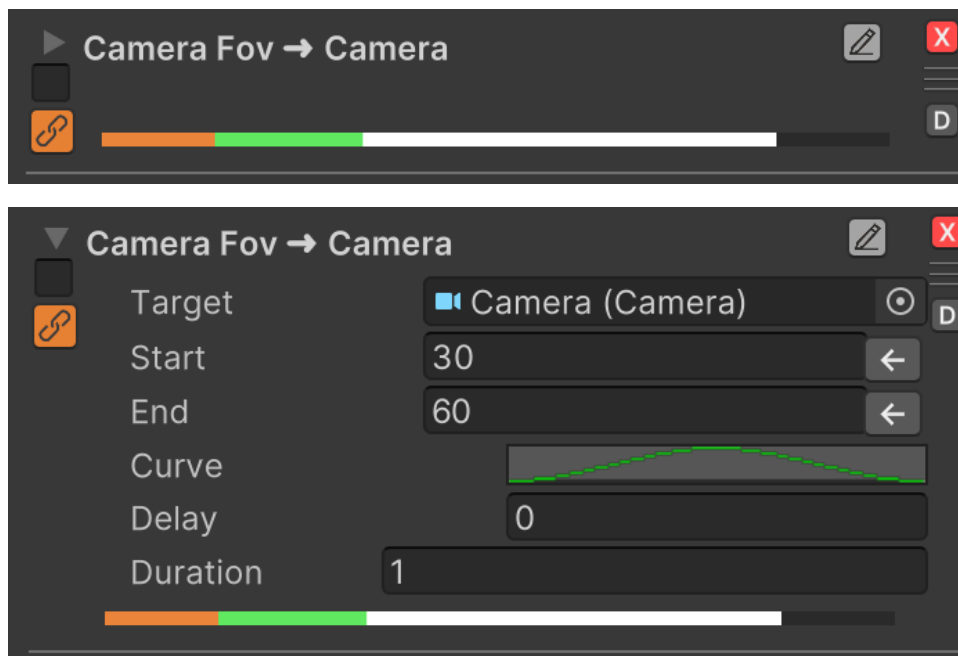 Camera Fov ➜ Camera
X
D
Camera Fov ➜ Camera
X
Target
Camera (Camera)
D
Start
30
End
60
Curve
Delay
0
Duration
1